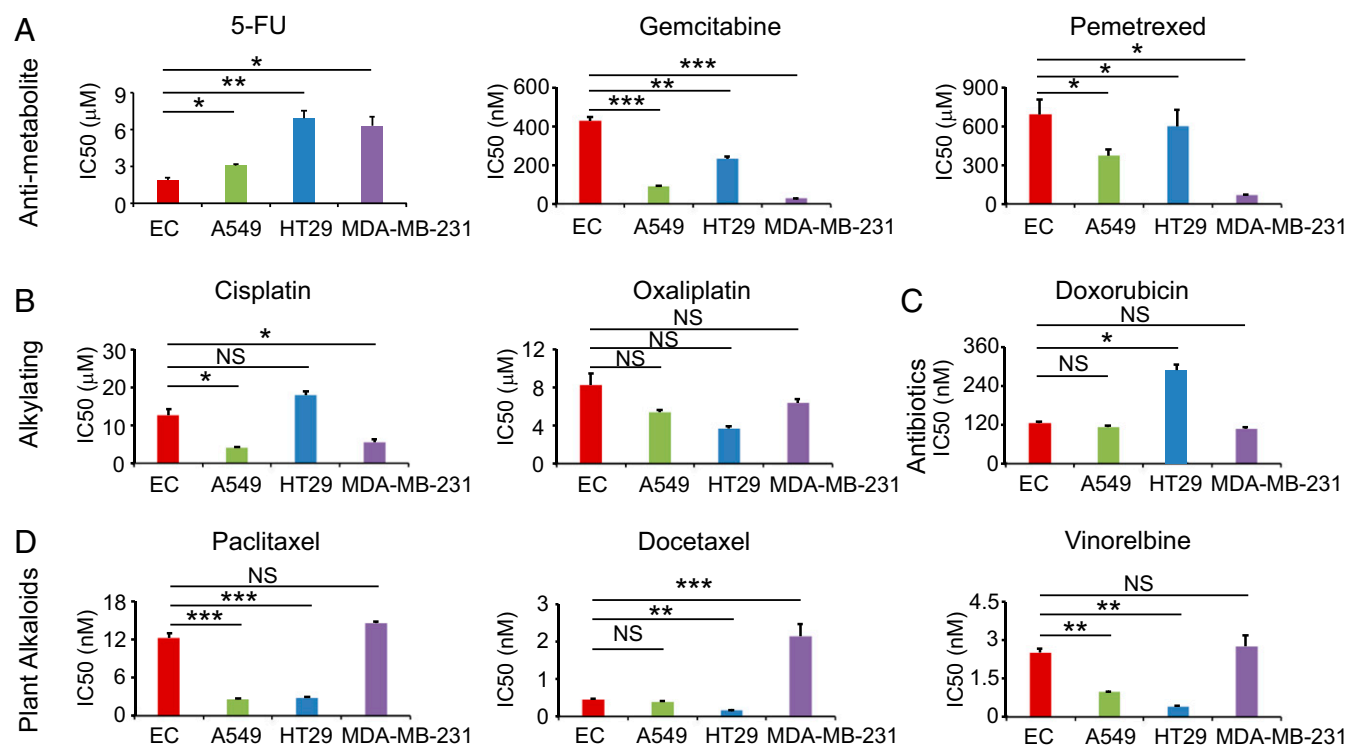 A
5-FU
Gemcitabine
Pemetrexed
Anti-metabolite
IC50 (μM)
9
6
3
0
*
**
*
EC A549 HT29 MDA-MB-231
IC50 (nM)
600
400
200
0
***
**
***
EC A549 HT29 MDA-MB-231
IC50 (μM)
900
600
300
0
*
*
*
EC A549 HT29 MDA-MB-231
B
Cisplatin
Oxaliplatin
Alkylating
IC50 (μM)
30
20
10
0
*
NS
*
EC A549 HT29 MDA-MB-231
IC50 (μM)
12
8
4
0
NS
NS
NS
EC A549 HT29 MDA-MB-231
C
Doxorubicin
Antibiotics
IC50 (nM)
360
240
120
0
NS
*
NS
EC A549 HT29 MDA-MB-231
D
Paclitaxel
Docetaxel
Vinorelbine
Plant Alkaloids
IC50 (nM)
18
12
6
0
NS
***
***
EC A549 HT29 MDA-MB-231
IC50 (nM)
3
2
1
0
***
**
NS
EC A549 HT29 MDA-MB-231
IC50 (nM)
4.5
3.0
1.5
0
NS
**
**
EC A549 HT29 MDA-MB-231